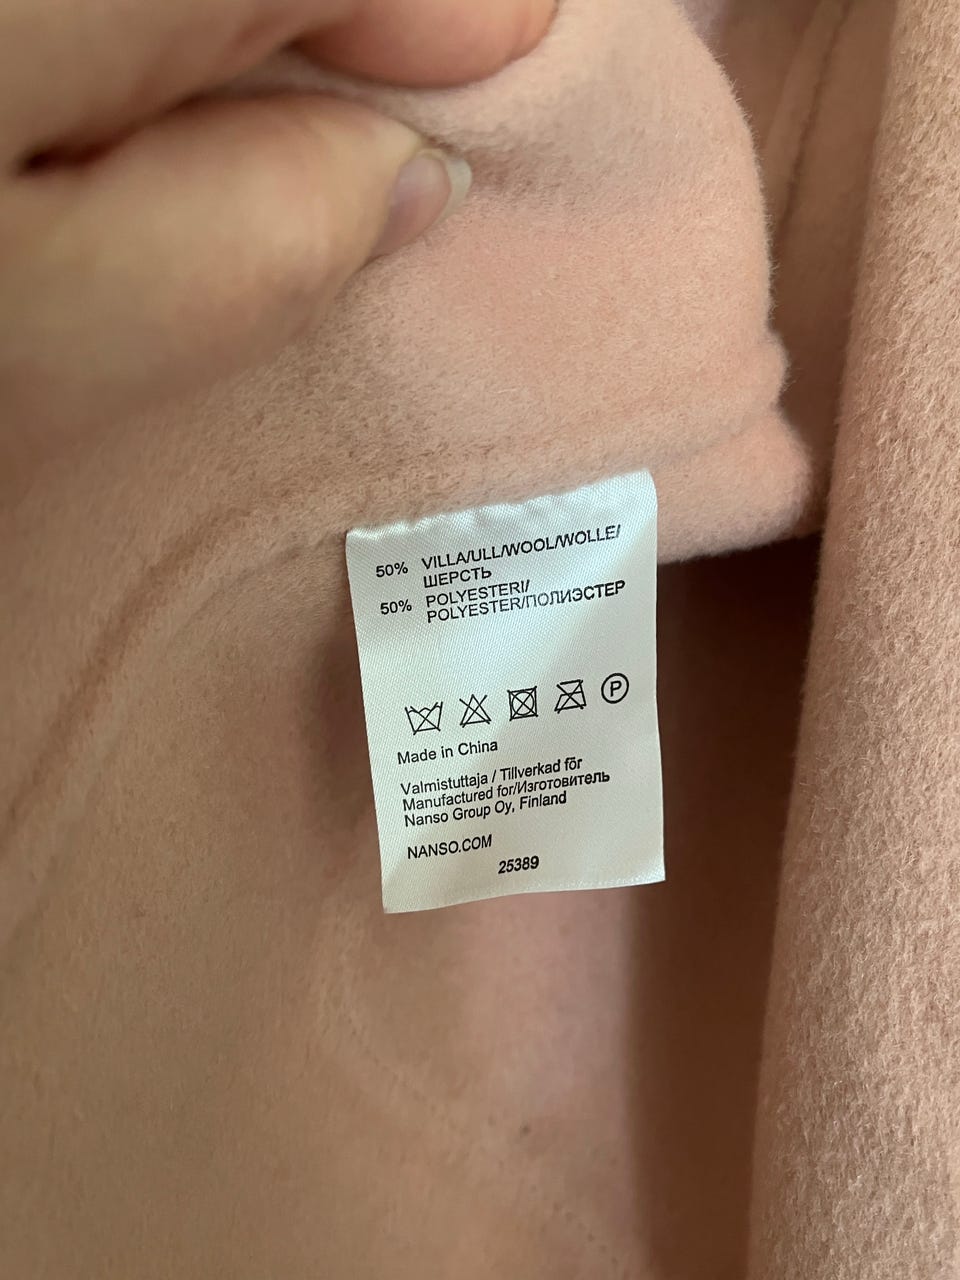 50% VILLA/ULL/WOOL/WOLLE/
ШЕРСТЬ
50% POLYESTERI/
POLYESTER/ПОЛИЭСТЕР
P
Made in China
Valmistuttaja / Tillverkad för
Manufactured for/Изготовитель
Nanso Group Oy, Finland
NANSO.COM
25389